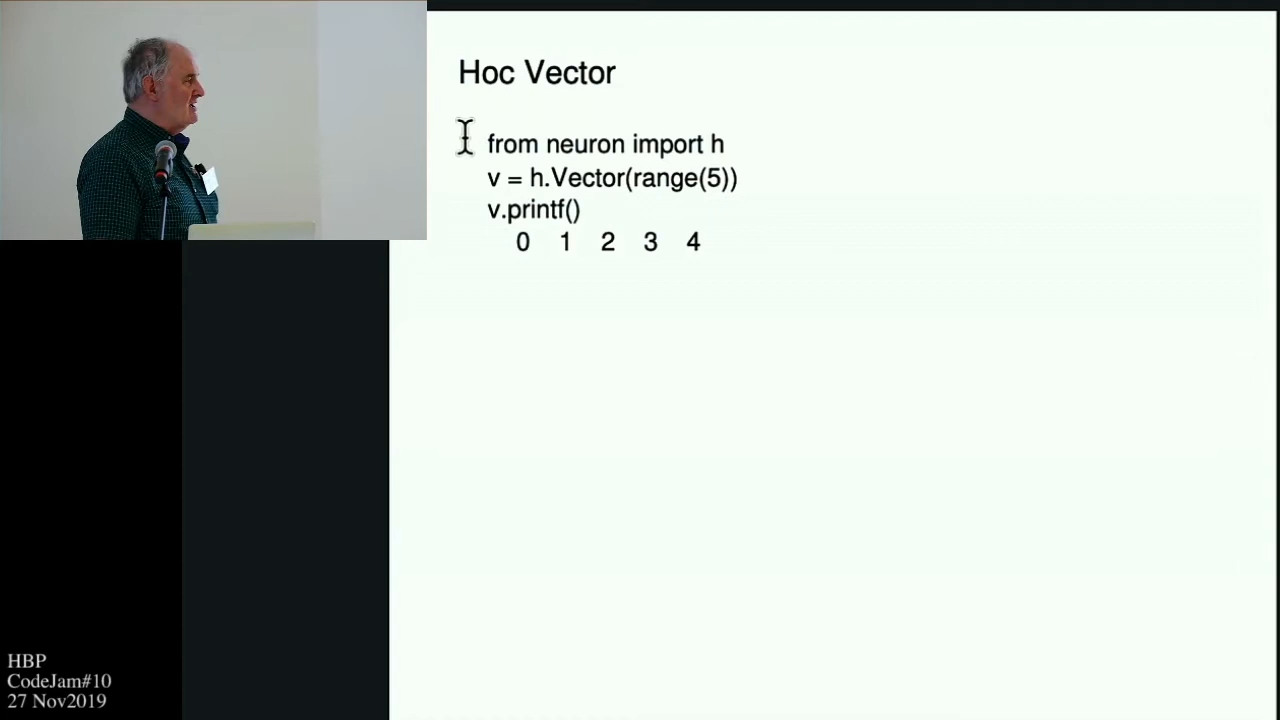 Hoc Vector
from neuron import h
v = h.Vector(range(5))
v.printf()
0 1 2 3 4
HBP
CodeJam#10
27 Nov2019